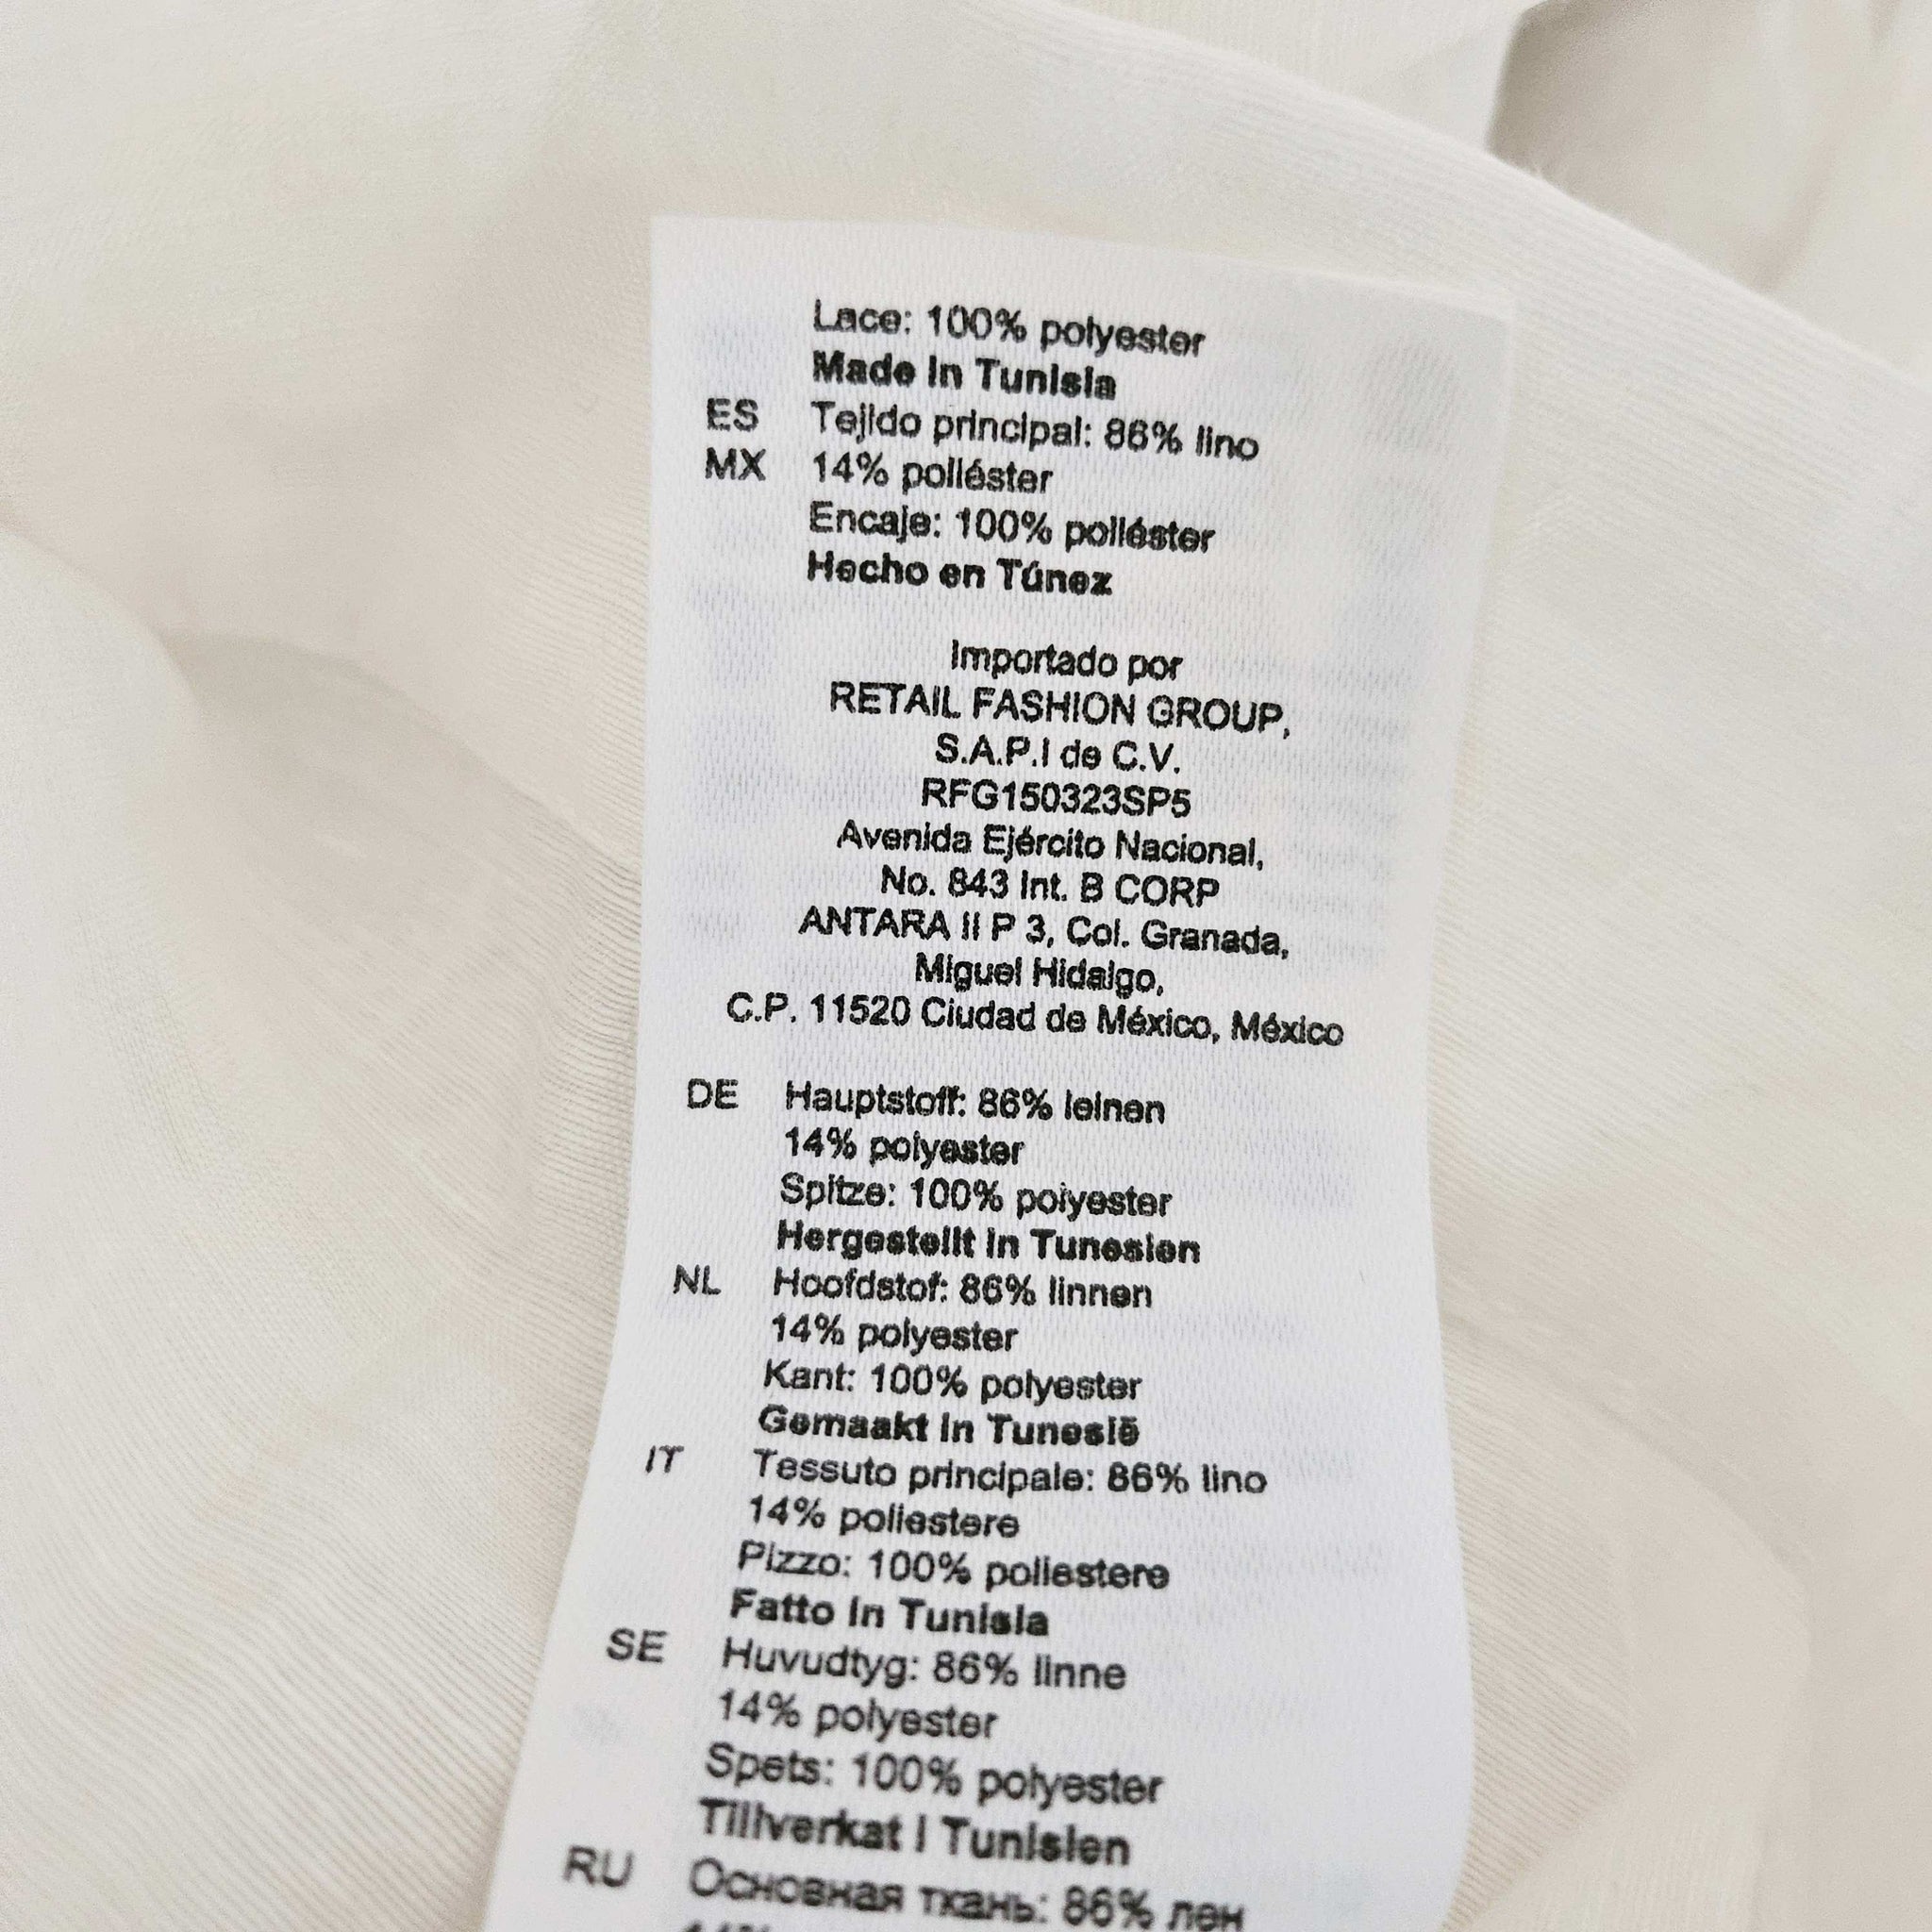 Lace: 100% polyester
Made in Tunisia
ES Tejido principal: 86% lino
MX 14% poliéster
Encaje: 100% poliéster
Hecho en Túnez
Importado por
RETAIL FASHION GROUP,
S.A.P.I de C.V.
RFG150323SP5
Avenida Ejército Nacional,
No. 843 Int. B CORP
ANTARA II P 3, Col. Granada,
Miguel Hidalgo,
C.P. 11520 Ciudad de México, México
DE Hauptstoff: 86% leinen
14% polyester
Spitze: 100% polyester
Hergestellt in Tunesien
NL Hoofdstof: 86% linnen
14% polyester
Kant: 100% polyester
Gemaakt in Tunesië
IT Tessuto principale: 86% lino
14% poliestere
Pizzo: 100% poliestere
Fatto in Tunisia
SE Huvudtyg: 86% linne
14% polyester
Spets: 100% polyester
Tillverkat i Tunisien
RU Основная ткань: 86% лен
14%